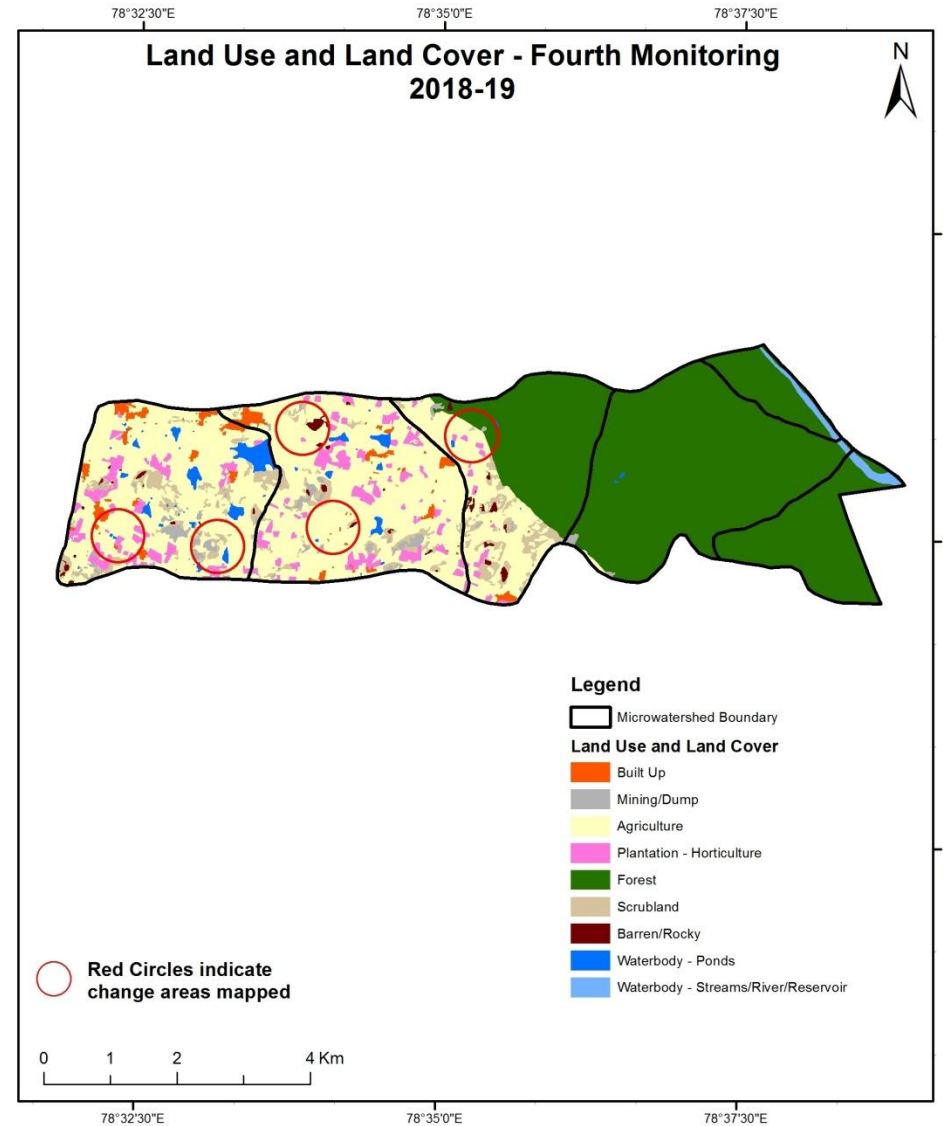 78°32'30"E
78°35'0"E
78°37'30"E
Land Use and Land Cover - Fourth Monitoring
2018-19
N
Legend
Microwatershed Boundary
Land Use and Land Cover
Built Up
Mining/Dump
Agriculture
Plantation - Horticulture
Forest
Scrubland
Barren/Rocky
Waterbody - Ponds
Waterbody - Streams/River/Reservoir
Red Circles indicate
change areas mapped
0 1 2 4 Km
78°32'30"E
78°35'0"E
78°37'30"E